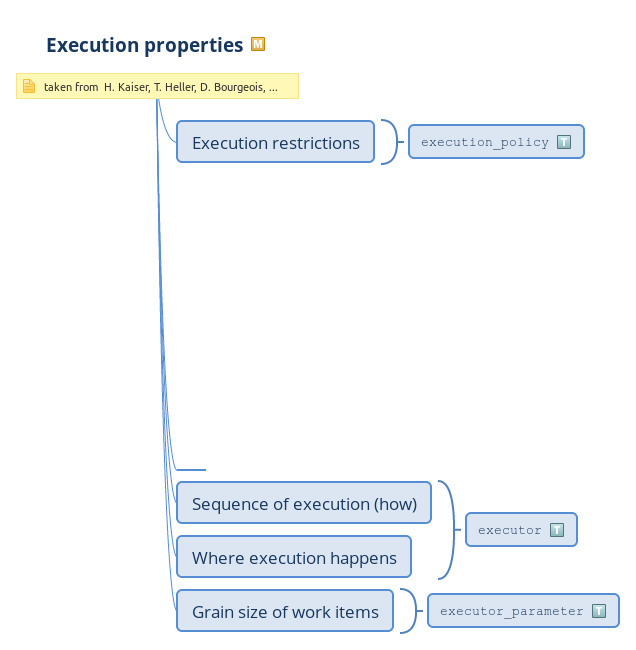 Execution properties M
taken from H. Kaiser, T. Heller, D. Bourgeois, ...
Execution restrictions
execution_policy T
Sequence of execution (how)
executor T
Where execution happens
Grain size of work items
executor_parameter T